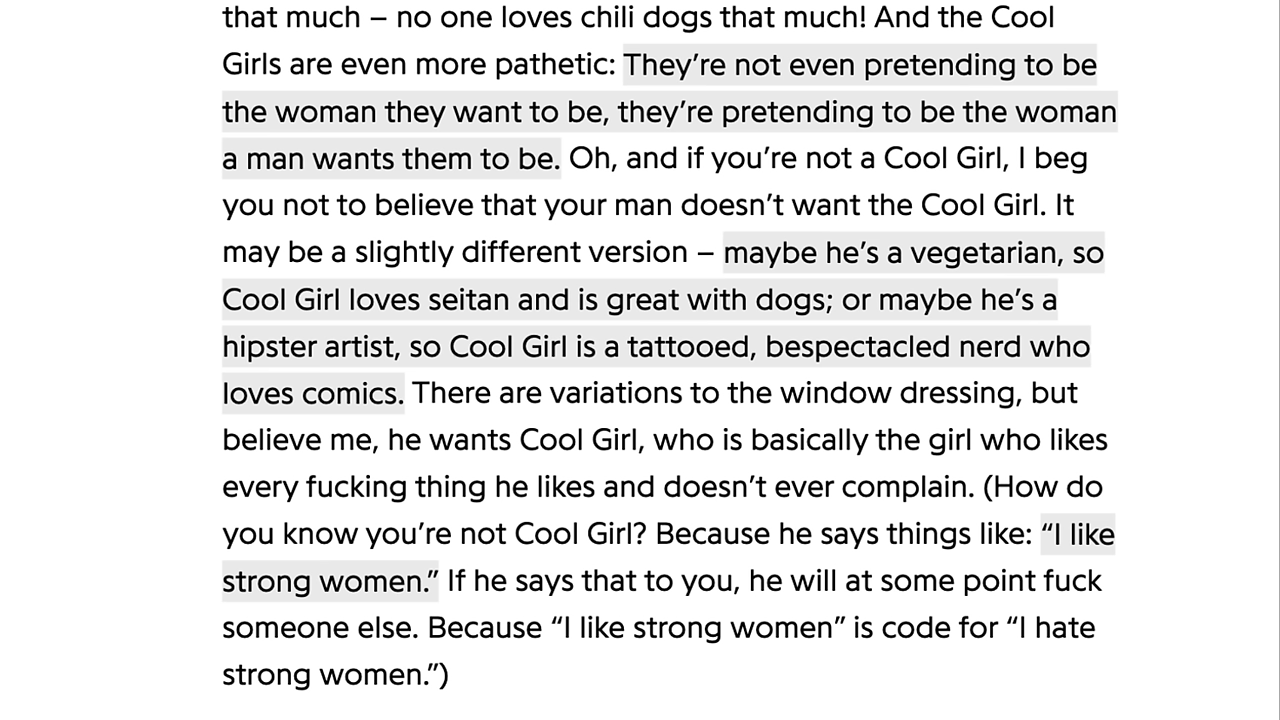 that much – no one loves chili dogs that much! And the Cool
Girls are even more pathetic: They’re not even pretending to be
the woman they want to be, they’re pretending to be the woman
a man wants them to be. Oh, and if you’re not a Cool Girl, I beg
you not to believe that your man doesn’t want the Cool Girl. It
may be a slightly different version – maybe he’s a vegetarian, so
Cool Girl loves seitan and is great with dogs; or maybe he’s a
hipster artist, so Cool Girl is a tattooed, bespectacled nerd who
loves comics. There are variations to the window dressing, but
believe me, he wants Cool Girl, who is basically the girl who likes
every fucking thing he likes and doesn’t ever complain. (How do
you know you’re not Cool Girl? Because he says things like: “I like
strong women.” If he says that to you, he will at some point fuck
someone else. Because “I like strong women” is code for “I hate
strong women.”)